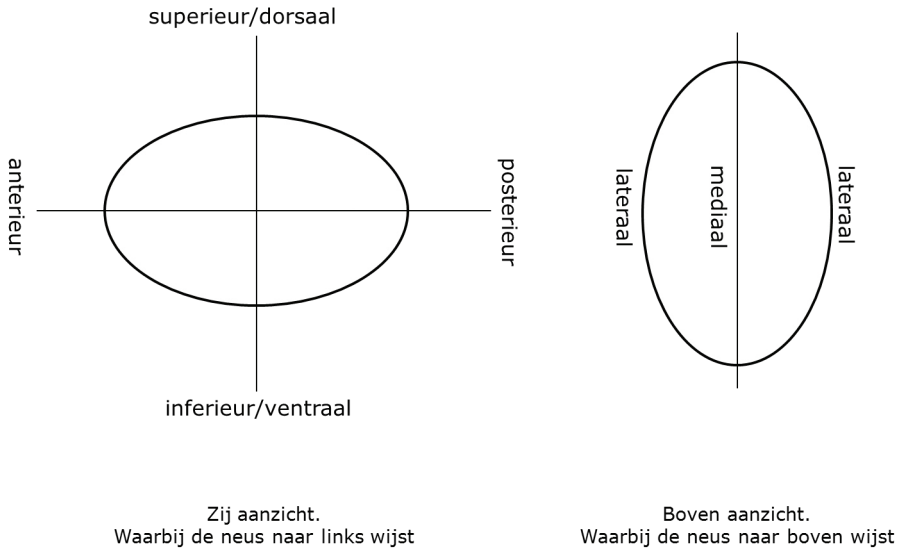 superieur/dorsaal
anterieur
posterieur
inferieur/ventraal
Zij aanzicht.
Waarbij de neus naar links wijst
lateraal
mediaal
lateraal
Boven aanzicht.
Waarbij de neus naar boven wijst